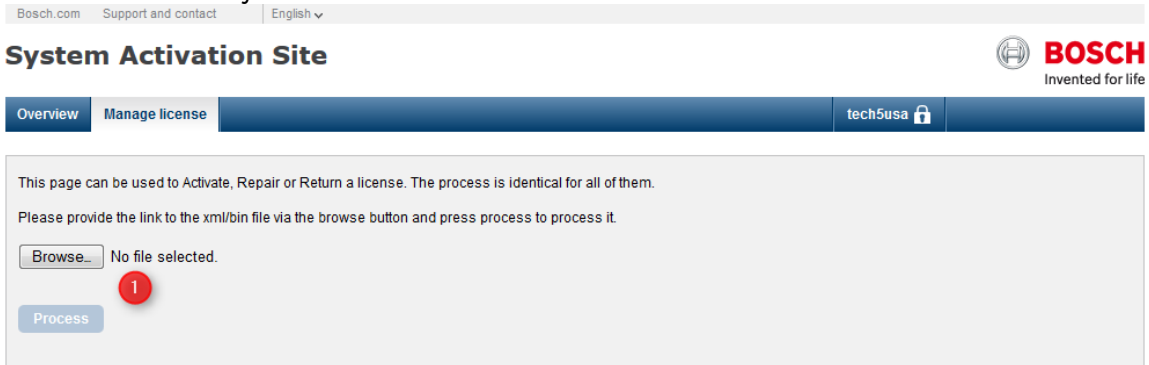 Bosch.com Support and contact English
System Activation Site
BOSCH
Invented for life
Overview Manage license tech5usa
This page can be used to Activate, Repair or Return a license. The process is identical for all of them.
Please provide the link to the xml/bin file via the browse button and press process to process it.
Browse... No file selected.
1
Process